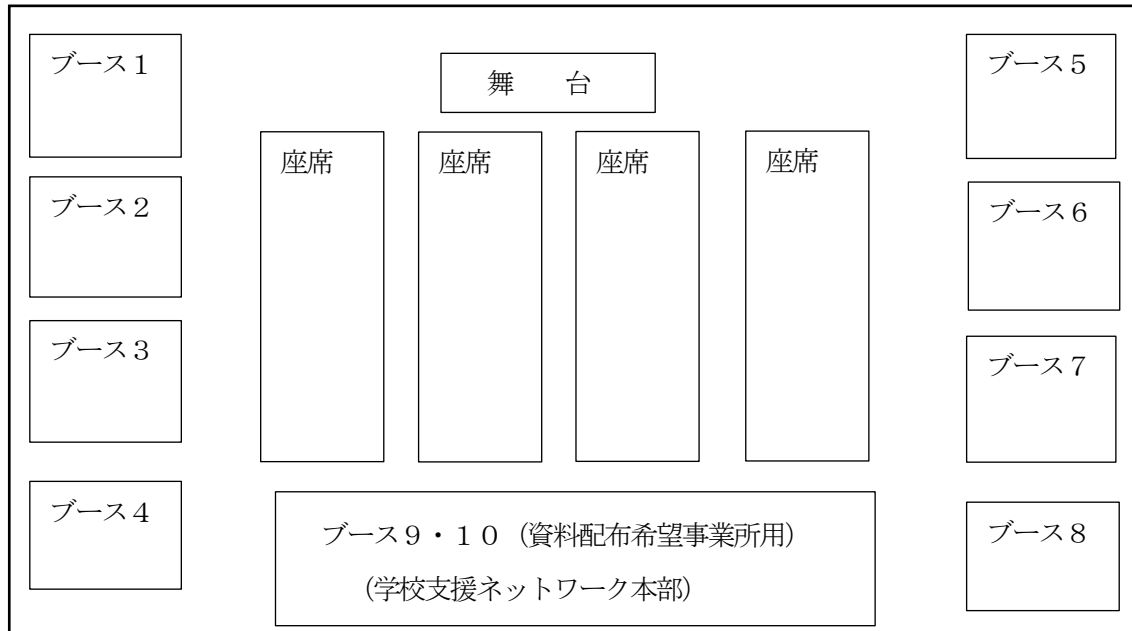 ブース１
ブース５
舞　台
座席
座席
座席
座席
ブース２
ブース６
ブース３
ブース７
ブース４
ブース８
ブース９・１０（資料配布希望事業所用）
（学校支援ネットワーク本部）